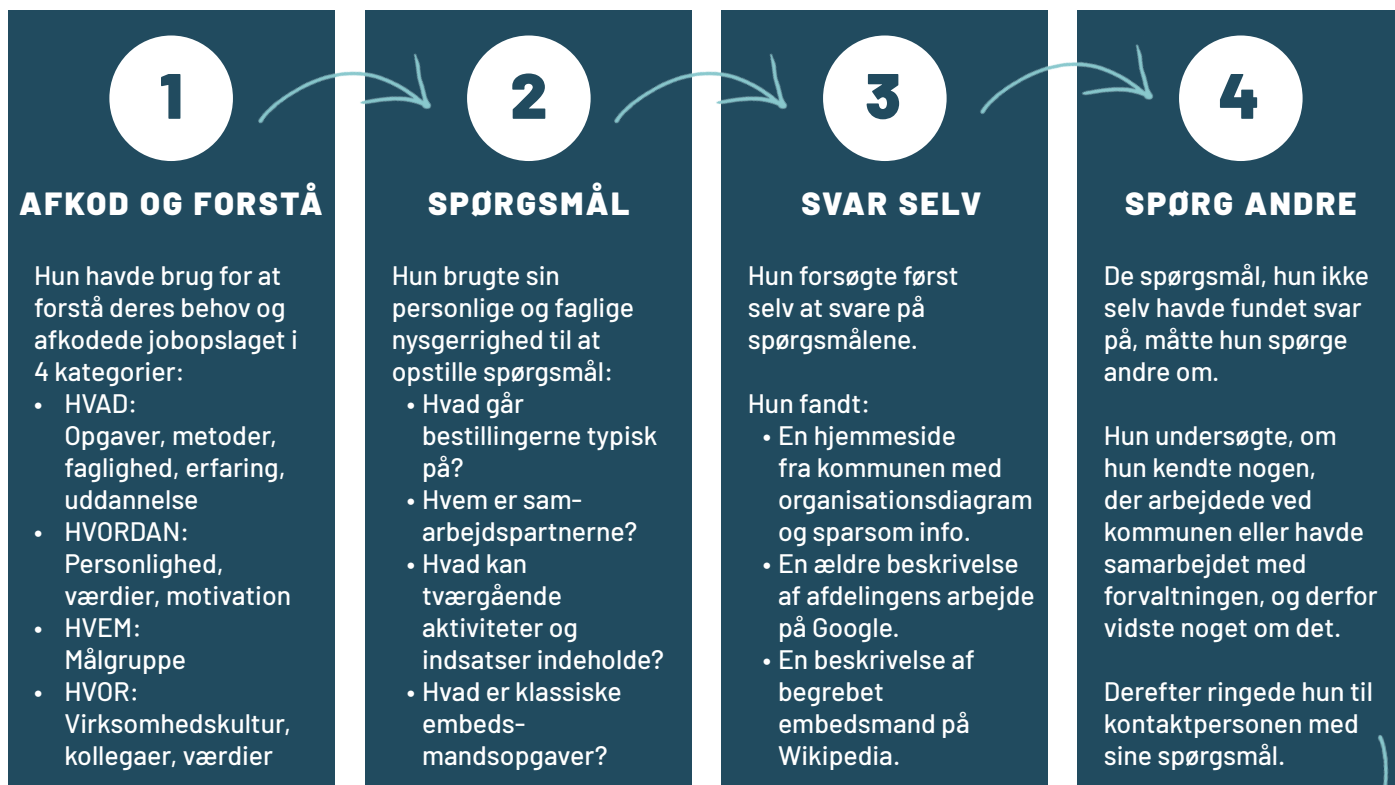 1
AFKOD OG FORSTÅ
Hun havde brug for at
forstå deres behov og
afkodede jobopslaget i
4 kategorier:
• HVAD:
Opgaver, metoder,
faglighed, erfaring,
uddannelse
• HVORDAN:
Personlighed,
værdier, motivation
• HVEM:
Målgruppe
• HVOR:
Virksomhedskultur,
kollegaer, værdier
2
SPØRGSMÅL
Hun brugte sin
personlige og faglige
nysgerrighed til at
opstille spørgsmål:
• Hvad går
bestillingerne typisk
på?
• Hvem er sam-
arbejdspartnerne?
• Hvad kan
tværgående
aktiviteter og
indsatser indeholde?
• Hvad er klassiske
embeds-
mandsopgaver?
3
SVAR SELV
Hun forsøgte først
selv at svare på
spørgsmålene.
Hun fandt:
• En hjemmeside
fra kommunen med
organisationsdiagram
og sparsom info.
• En ældre beskrivelse
af afdelingens arbejde
på Google.
• En beskrivelse af
begrebet
embedsmand på
Wikipedia.
4
SPØRG ANDRE
De spørgsmål, hun ikke
selv havde fundet svar
på, måtte hun spørge
andre om.
Hun undersøgte, om
hun kendte nogen,
der arbejdede ved
kommunen eller havde
samarbejdet med
forvaltningen, og derfor
vidste noget om det.
Derefter ringede hun til
kontaktpersonen med
sine spørgsmål.